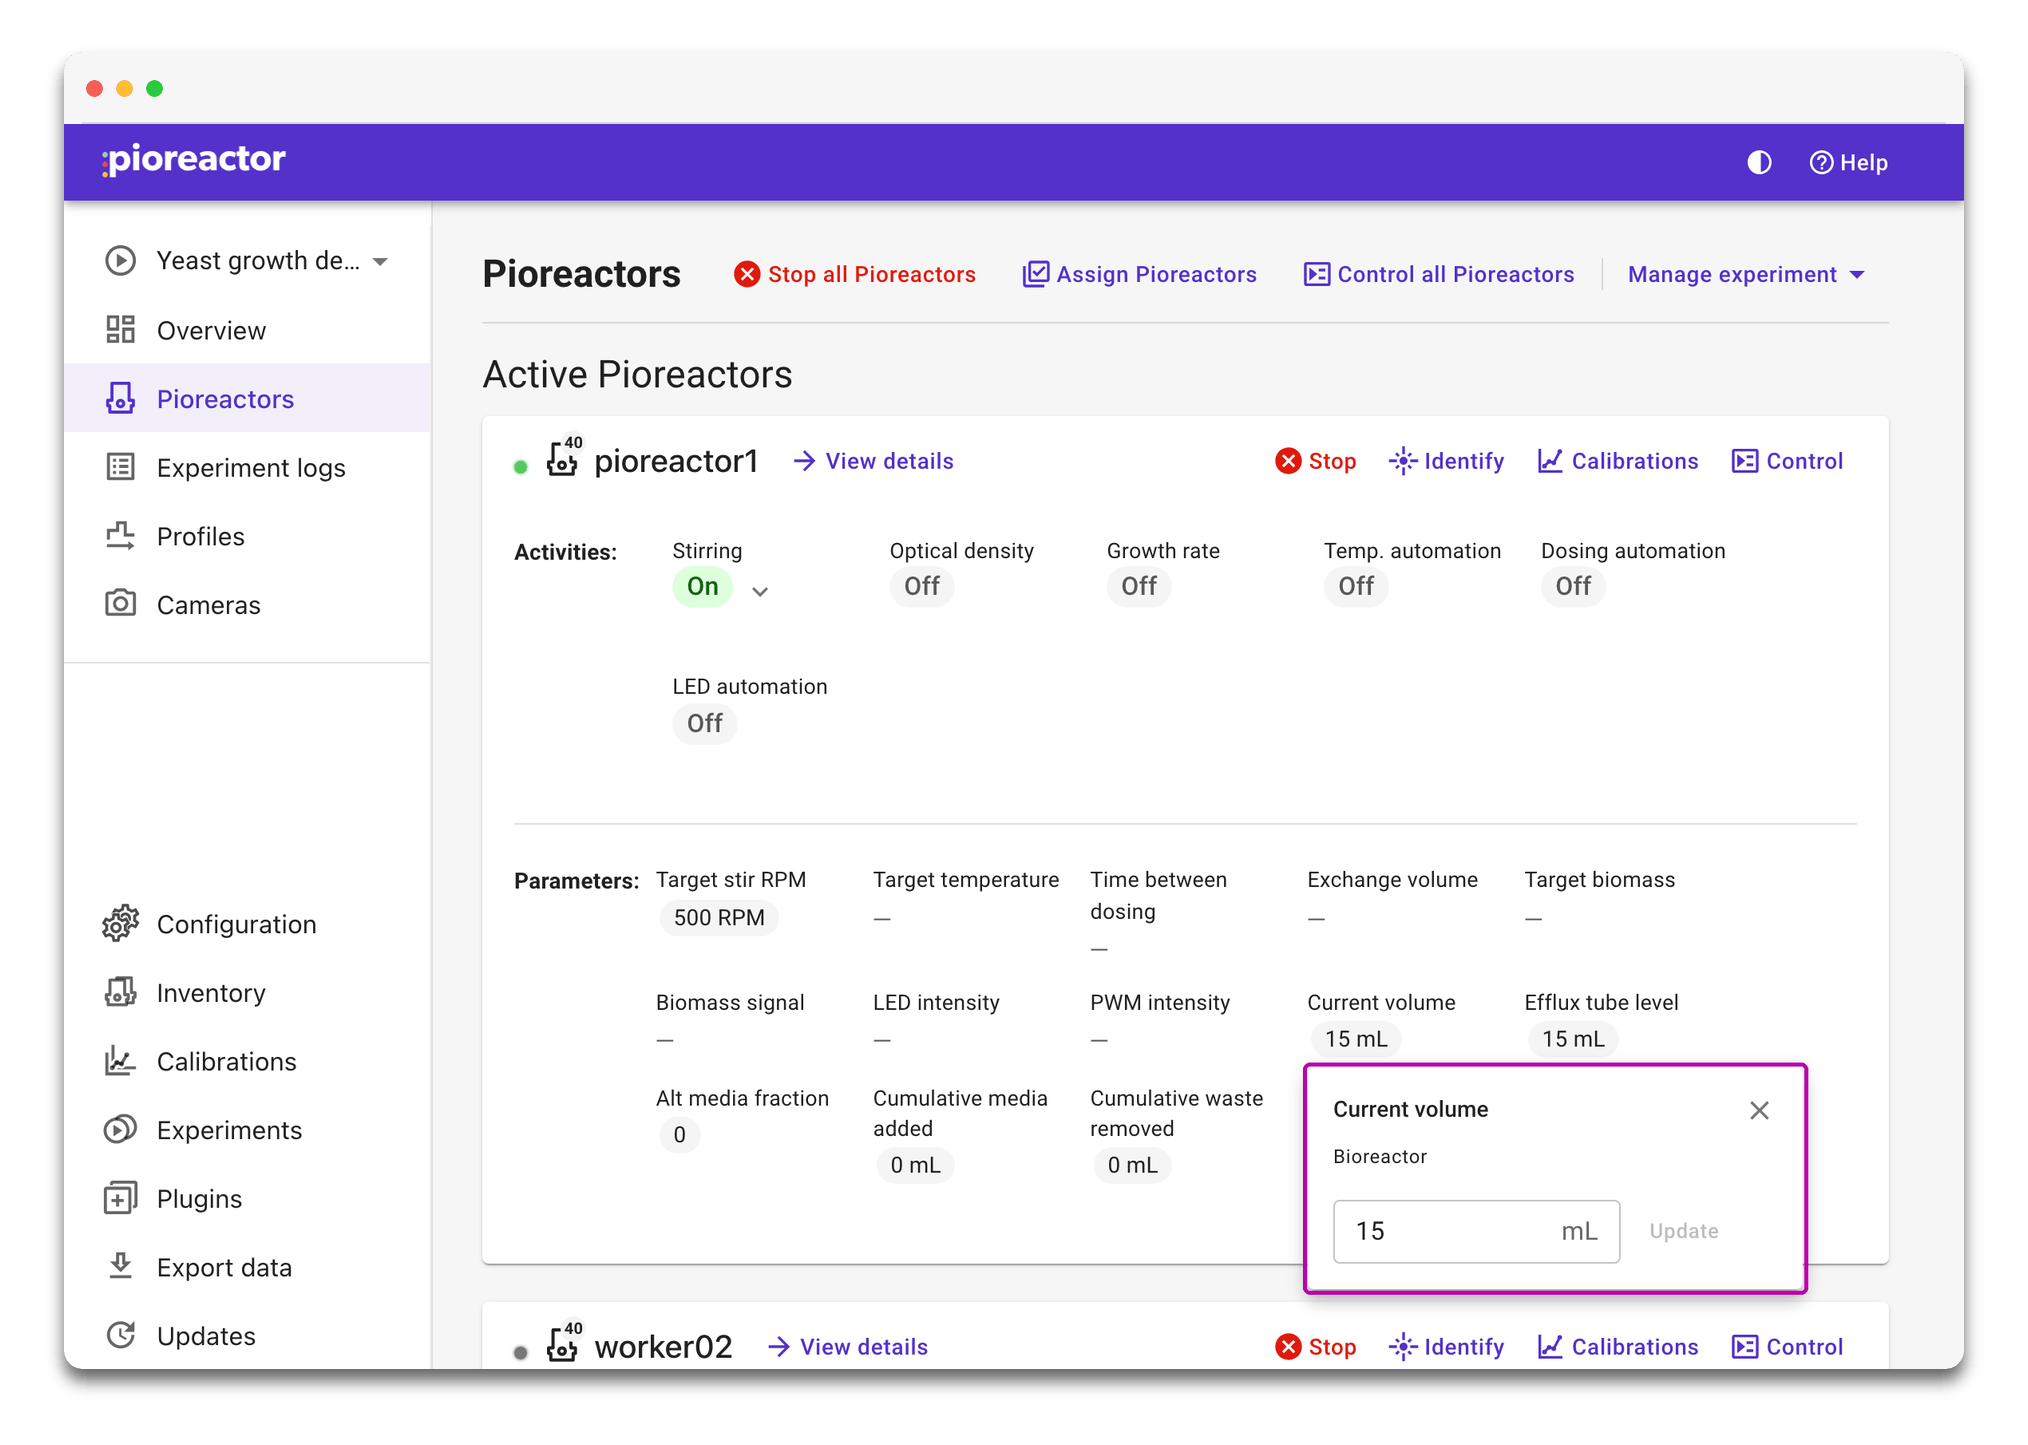 pioreactor
Help
Yeast growth de...
Overview
Pioreactors
Experiment logs
Profiles
Cameras
Configuration
Inventory
Calibrations
Experiments
Plugins
Export data
Updates
Pioreactors
Stop all Pioreactors
Assign Pioreactors
Control all Pioreactors
Manage experiment
Active Pioreactors
40
pioreactor1
View details
Stop
Identify
Calibrations
Control
Activities:
Stirring
On
Optical density
Off
Growth rate
Off
Temp. automation
Off
Dosing automation
Off
LED automation
Off
Parameters:
Target stir RPM
500 RPM
Target temperature
—
Time between
dosing
—
Exchange volume
—
Target biomass
—
Biomass signal
—
LED intensity
—
PWM intensity
—
Current volume
15 mL
Efflux tube level
15 mL
Alt media fraction
0
Cumulative media
added
0 mL
Cumulative waste
removed
0 mL
Current volume
Bioreactor
15 mL
Update
40
worker02
View details
Stop
Identify
Calibrations
Control